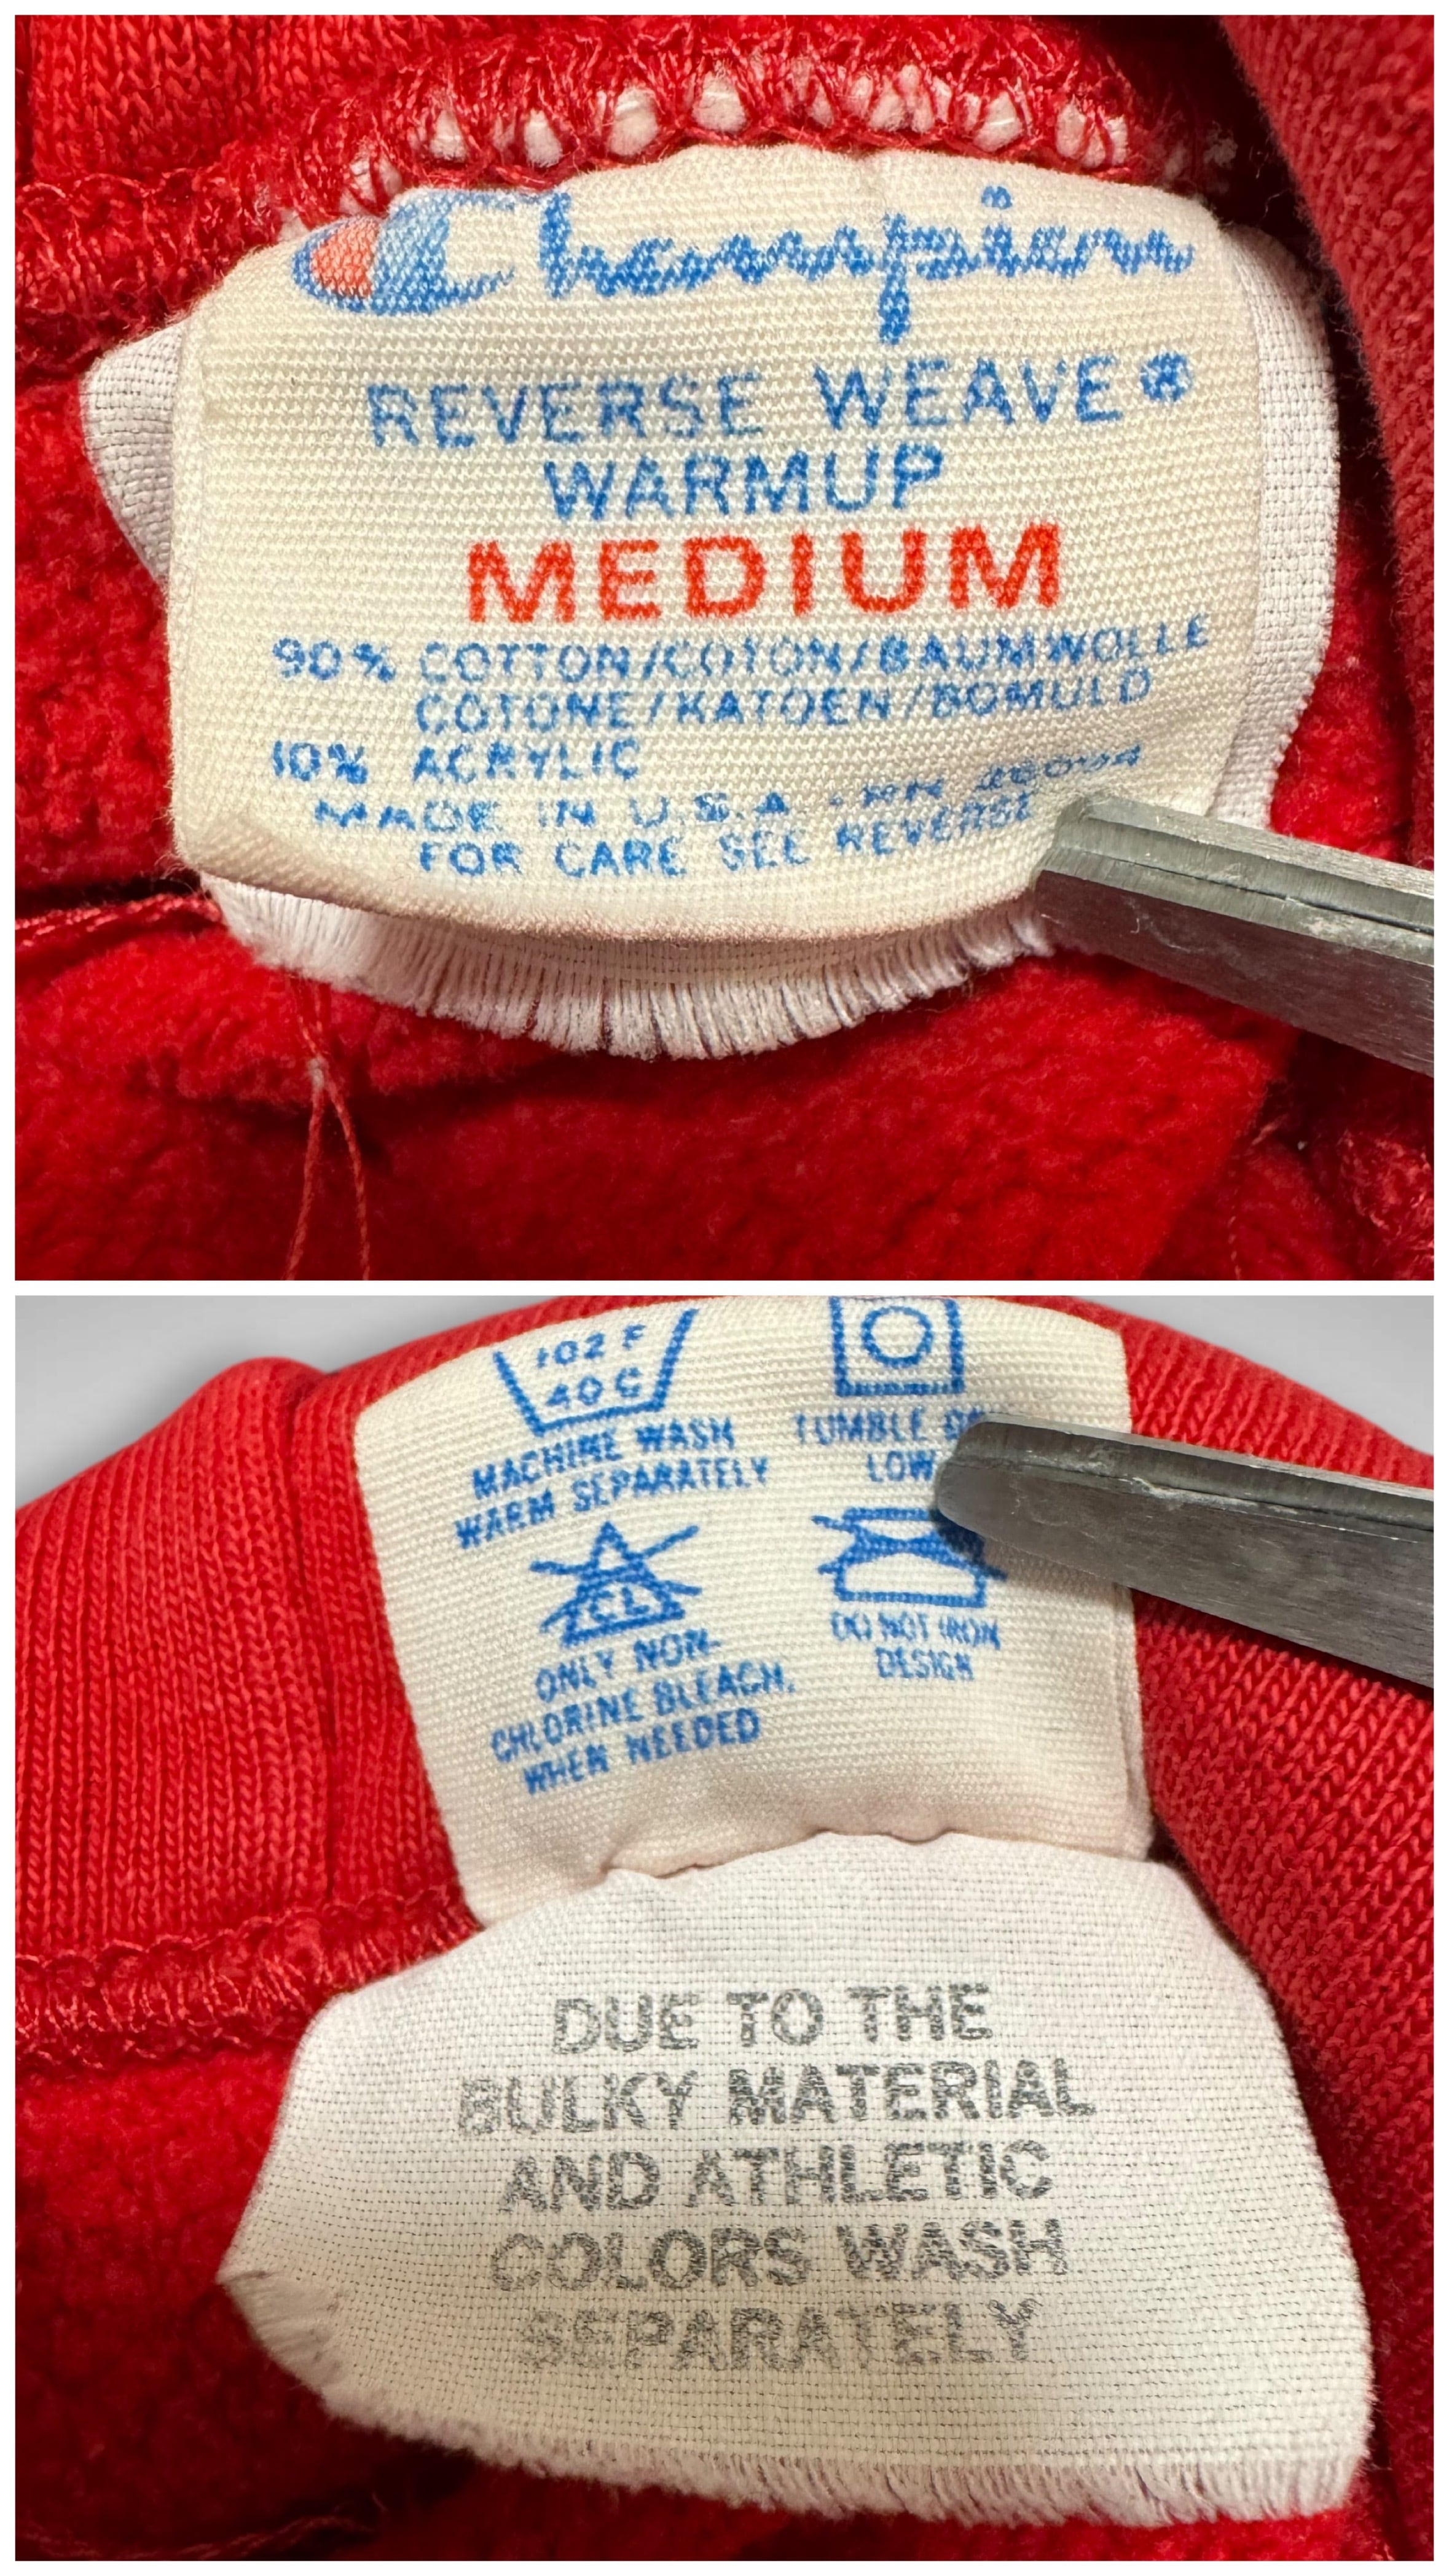 Champion
REVERSE WEAVE®
WARMUP
MEDIUM
90% COTTON/COTON/BAUMWOLLE
COTONE/KATOEN/BOMULD
10% ACRYLIC
MADE IN U.S.A - RN
FOR CARE SEE REVERSE
102 F
40 C
MACHINE WASH
WARM SEPARATELY
TUMBLE
LOW
CL
ONLY NON-
CHLORINE BLEACH.
WHEN NEEDED
DO NOT IRON
DESIGN
DUE TO THE
BULKY MATERIAL
AND ATHLETIC
COLORS WASH
SEPARATELY